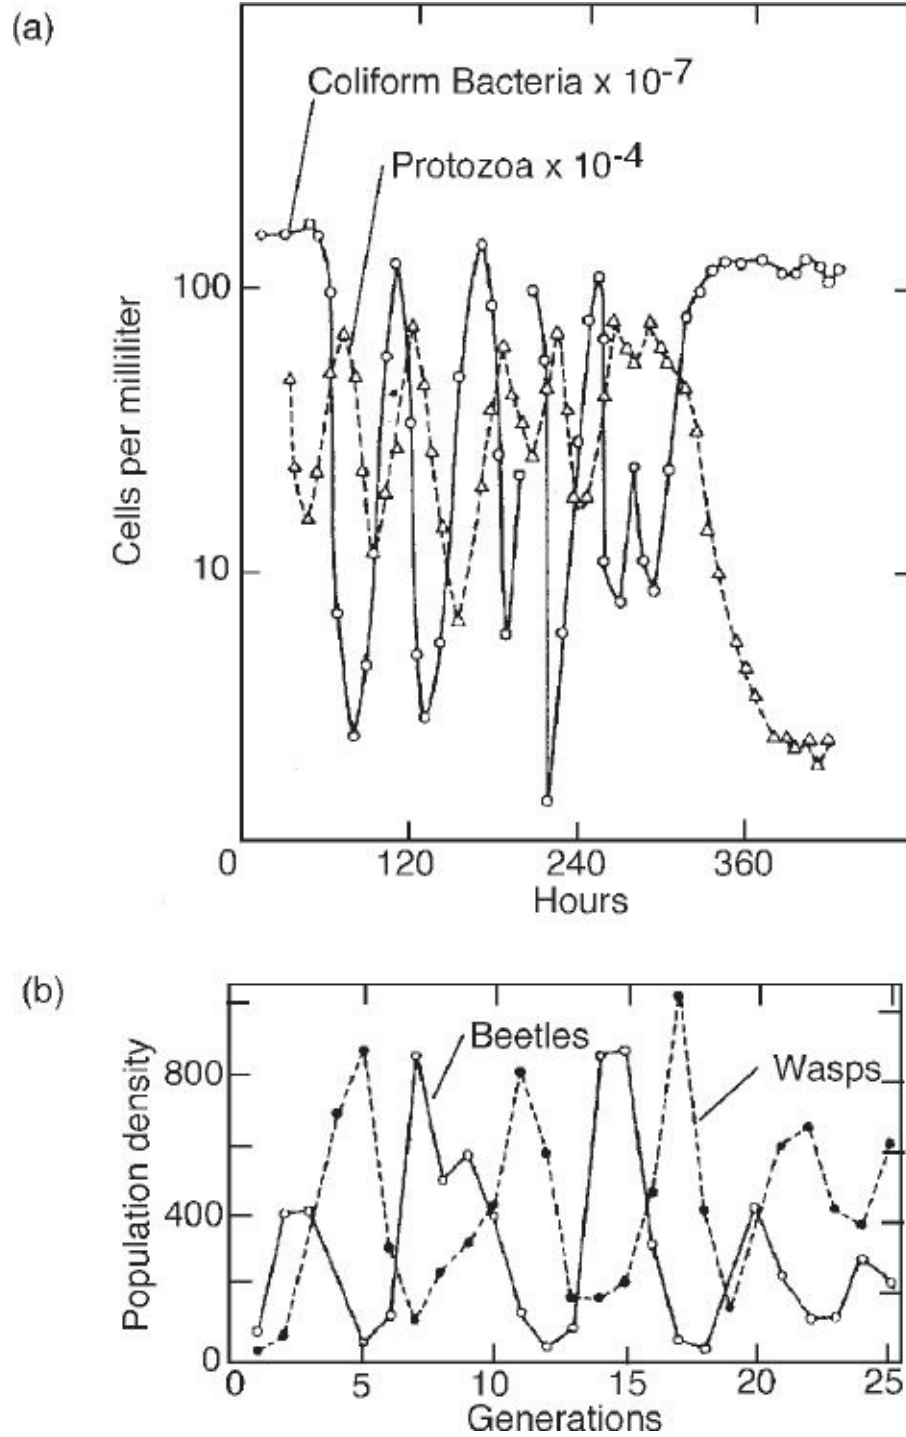 (a)
Coliform Bacteria x 10-7
Protozoa x 10-4
100
10
Cells per milliliter
0 120 240 360
Hours
(b)
Beetles
Wasps
800
400
0
Population density
0 5 10 15 20 25
Generations